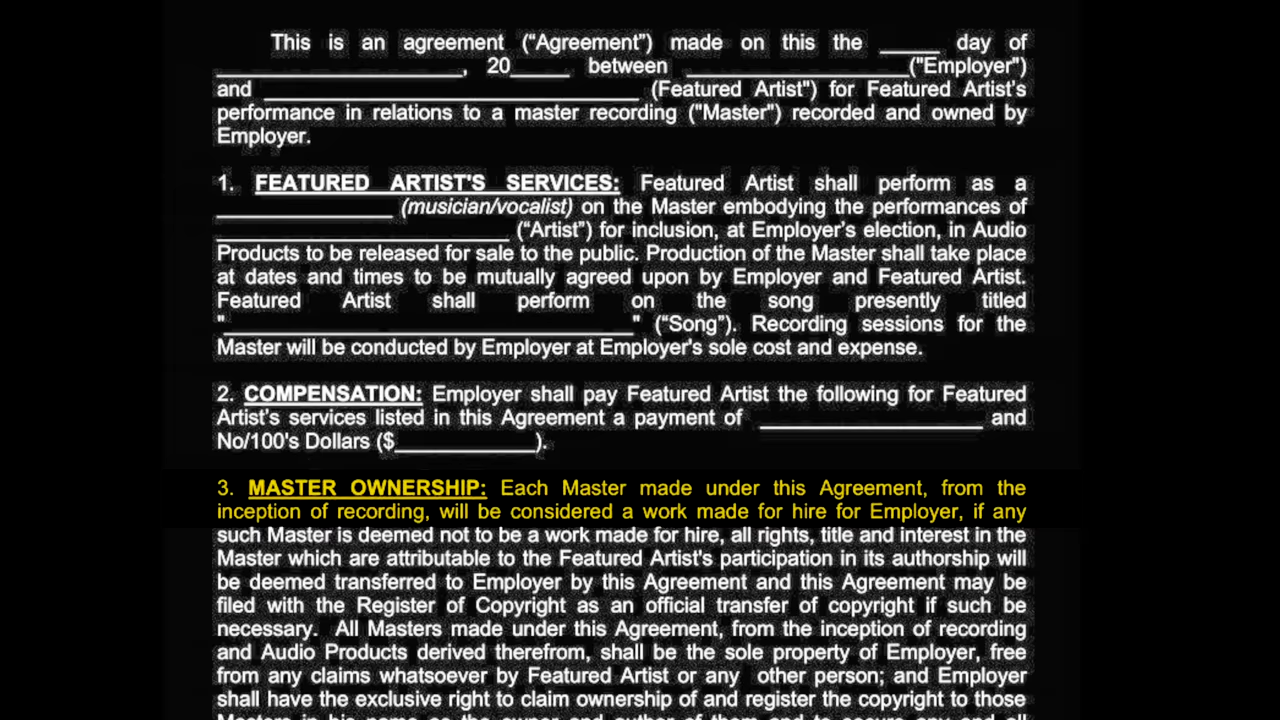 This is an agreement (“Agreement”) made on this the _____ day of
_____________________, 20_____ between ___________________("Employer")
and ________________________________ (Featured Artist") for Featured Artist’s
performance in relations to a master recording ("Master") recorded and owned by
Employer.
1. FEATURED ARTIST'S SERVICES: Featured Artist shall perform as a
_______________ (musician/vocalist) on the Master embodying the performances of
_________________________ (“Artist”) for inclusion, at Employer’s election, in Audio
Products to be released for sale to the public. Production of the Master shall take place
at dates and times to be mutually agreed upon by Employer and Featured Artist.
Featured Artist shall perform on the song presently titled
"___________________________________" (“Song”). Recording sessions for the
Master will be conducted by Employer at Employer's sole cost and expense.
2. COMPENSATION: Employer shall pay Featured Artist the following for Featured
Artist’s services listed in this Agreement a payment of ___________________ and
No/100's Dollars ($____________).
3. MASTER OWNERSHIP: Each Master made under this Agreement, from the
inception of recording, will be considered a work made for hire for Employer, if any
such Master is deemed not to be a work made for hire, all rights, title and interest in the
Master which are attributable to the Featured Artist's participation in its authorship will
be deemed transferred to Employer by this Agreement and this Agreement may be
filed with the Register of Copyright as an official transfer of copyright if such be
necessary. All Masters made under this Agreement, from the inception of recording
and Audio Products derived therefrom, shall be the sole property of Employer, free
from any claims whatsoever by Featured Artist or any other person; and Employer
shall have the exclusive right to claim ownership of and register the copyright to those